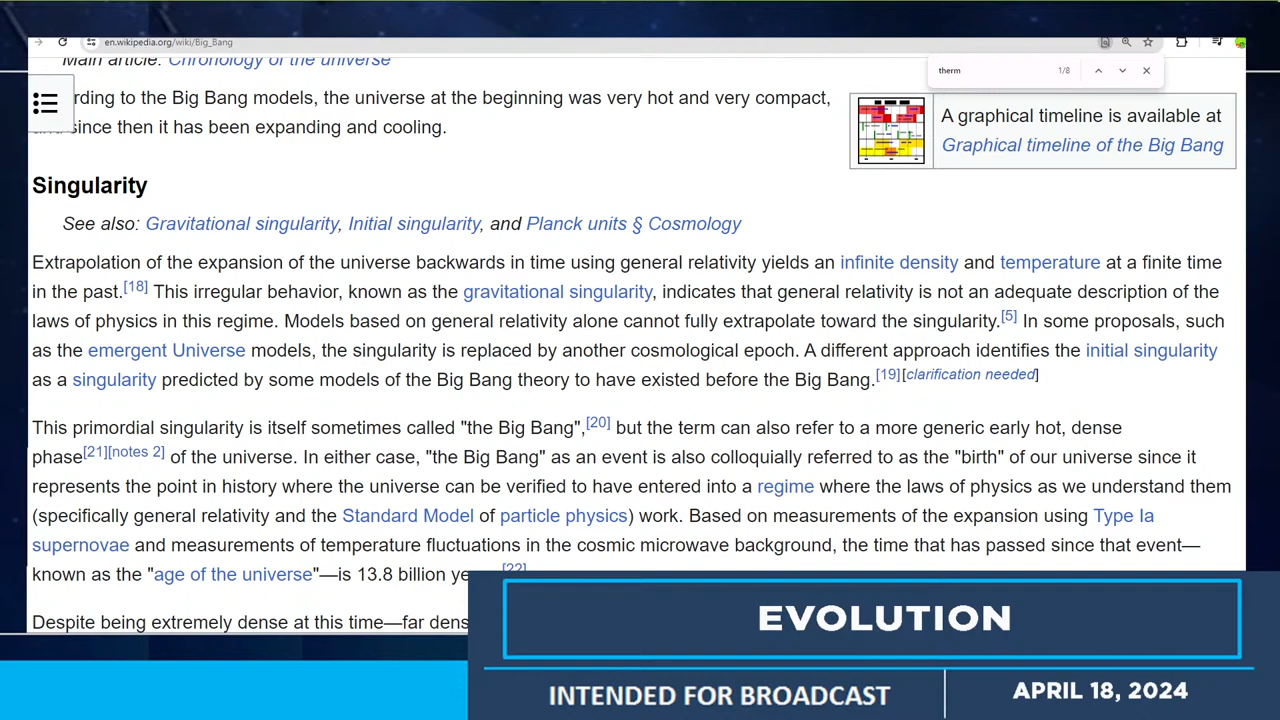 en.wikipedia.org/wiki/Big_Bang
therm 1/8
Main article: Chronology of the universe
rding to the Big Bang models, the universe at the beginning was very hot and very compact,
since then it has been expanding and cooling.
A graphical timeline is available at
Graphical timeline of the Big Bang
Singularity
See also: Gravitational singularity, Initial singularity, and Planck units § Cosmology
Extrapolation of the expansion of the universe backwards in time using general relativity yields an infinite density and temperature at a finite time
in the past.[18] This irregular behavior, known as the gravitational singularity, indicates that general relativity is not an adequate description of the
laws of physics in this regime. Models based on general relativity alone cannot fully extrapolate toward the singularity.[5] In some proposals, such
as the emergent Universe models, the singularity is replaced by another cosmological epoch. A different approach identifies the initial singularity
as a singularity predicted by some models of the Big Bang theory to have existed before the Big Bang.[19][clarification needed]
This primordial singularity is itself sometimes called "the Big Bang",[20] but the term can also refer to a more generic early hot, dense
phase[21][notes 2] of the universe. In either case, "the Big Bang" as an event is also colloquially referred to as the "birth" of our universe since it
represents the point in history where the universe can be verified to have entered into a regime where the laws of physics as we understand them
(specifically general relativity and the Standard Model of particle physics) work. Based on measurements of the expansion using Type Ia
supernovae and measurements of temperature fluctuations in the cosmic microwave background, the time that has passed since that event—
known as the "age of the universe"—is 13.8 billion ye [22]
Despite being extremely dense at this time—far dens
EVOLUTION
INTENDED FOR BROADCAST
APRIL 18, 2024